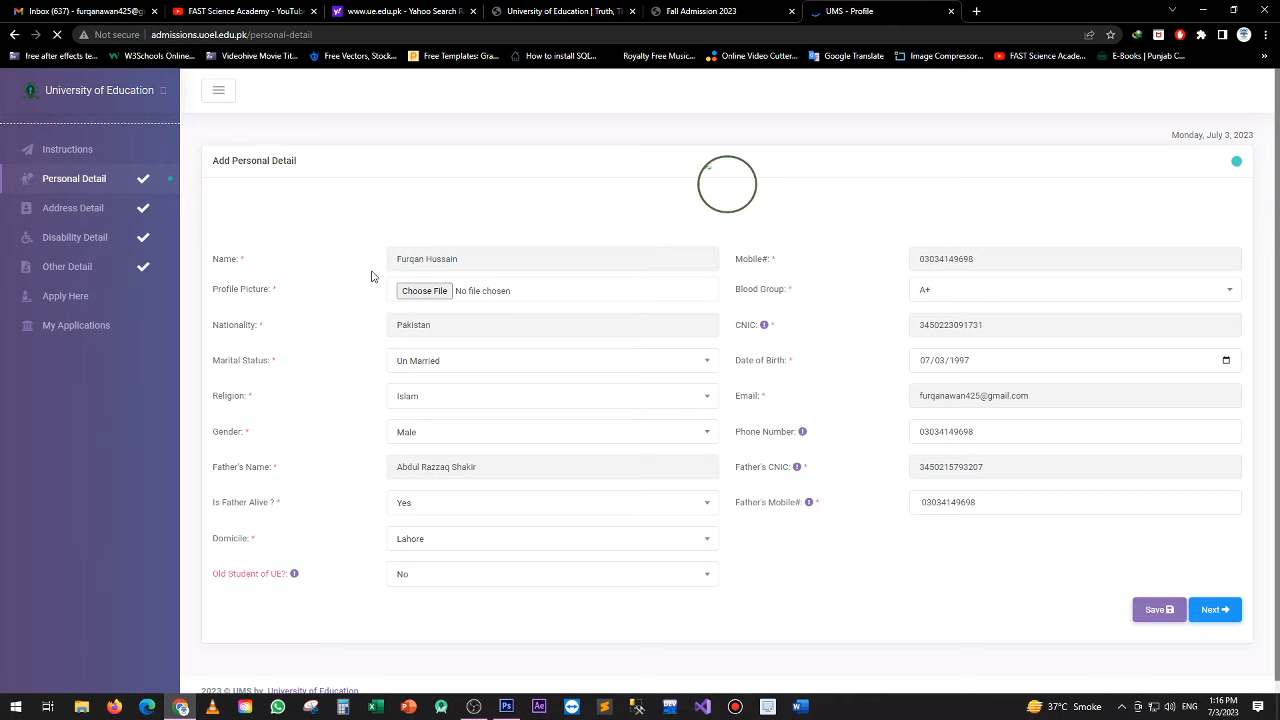 Inbox (637) - furqanawan425@g
FAST Science Academy - YouTube
www.ue.edu.pk - Yahoo Search R
University of Education | Truth, T
Fall Admission 2023
UMS - Profile
Not secure | admissions.uoel.edu.pk/personal-detail
free after effects te...
W3Schools Online...
Videohive Movie Tit...
Free Vectors, Stock...
Free Templates: Gra...
How to install SQL...
Royalty Free Music...
Online Video Cutter...
Google Translate
Image Compressor...
FAST Science Acade...
E-Books | Punjab C...
University of Education
Monday, July 3, 2023
Instructions
Personal Detail
Address Detail
Disability Detail
Other Detail
Apply Here
My Applications
Add Personal Detail
Name: * Furqan Hussain Mobile#: * 03034149698
Profile Picture: * Choose File No file chosen Blood Group: * A+
Nationality: * Pakistan CNIC: * 3450223091731
Marital Status: * Un Married Date of Birth: * 07/03/1997
Religion: * Islam Email: * furqanawan425@gmail.com
Gender: * Male Phone Number: 03034149698
Father's Name: * Abdul Razzaq Shakir Father's CNIC: * 3450215793207
Is Father Alive ? * Yes Father's Mobile#: * 03034149698
Domicile: * Lahore
Old Student of UE?: No
Save Next
2023 © UMS by University of Education
37°C Smoke
ENG
1:16 PM
7/3/2023